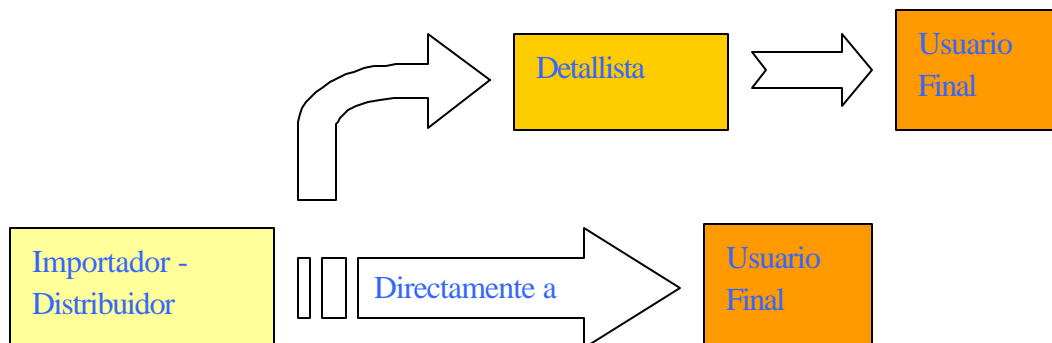 Detallista
Usuario
Final
Importador -
Distribuidor
Directamente a
Usuario
Final